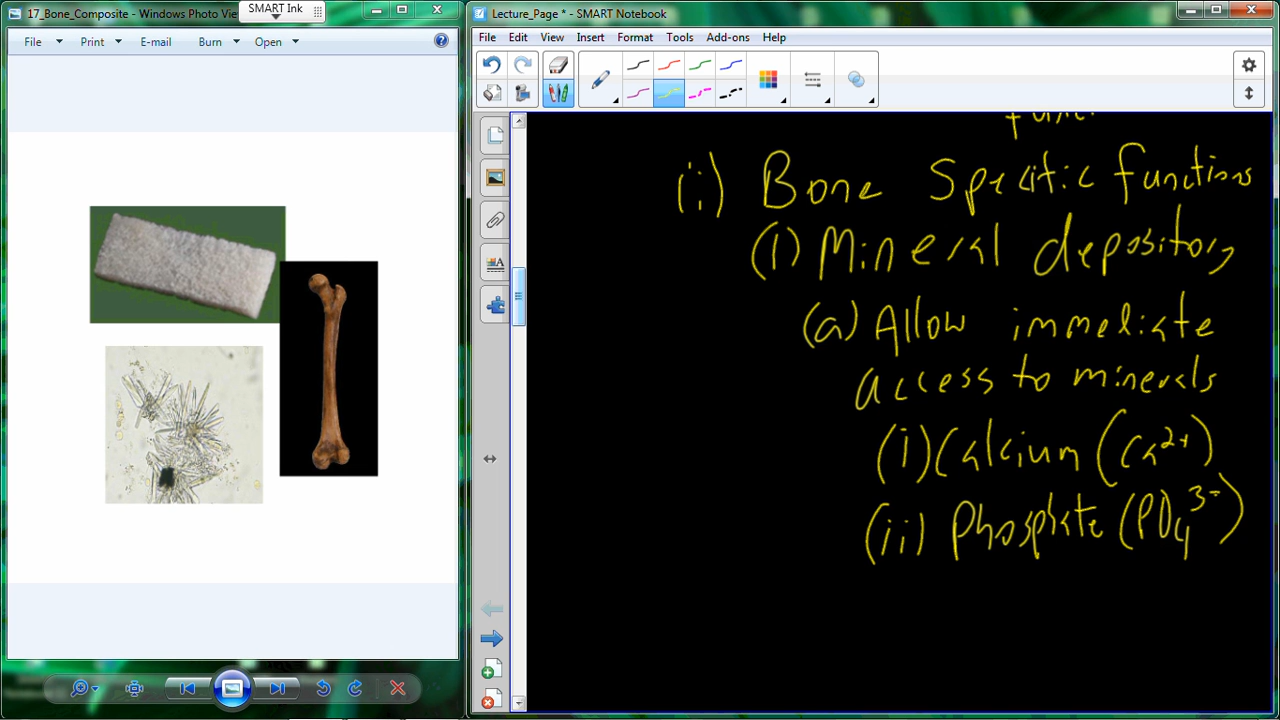 17_Bone_Composite - Windows Photo Vie
SMART Ink
File Print E-mail Burn Open
Lecture_Page * - SMART Notebook
File Edit View Insert Format Tools Add-ons Help
func.
(i) Bone Specific functions
(1) Mineral depository
(a) Allow immediate
access to minerals
(i) Calcium (Ca²⁺)
(ii) Phosphate (PO₄³⁻)